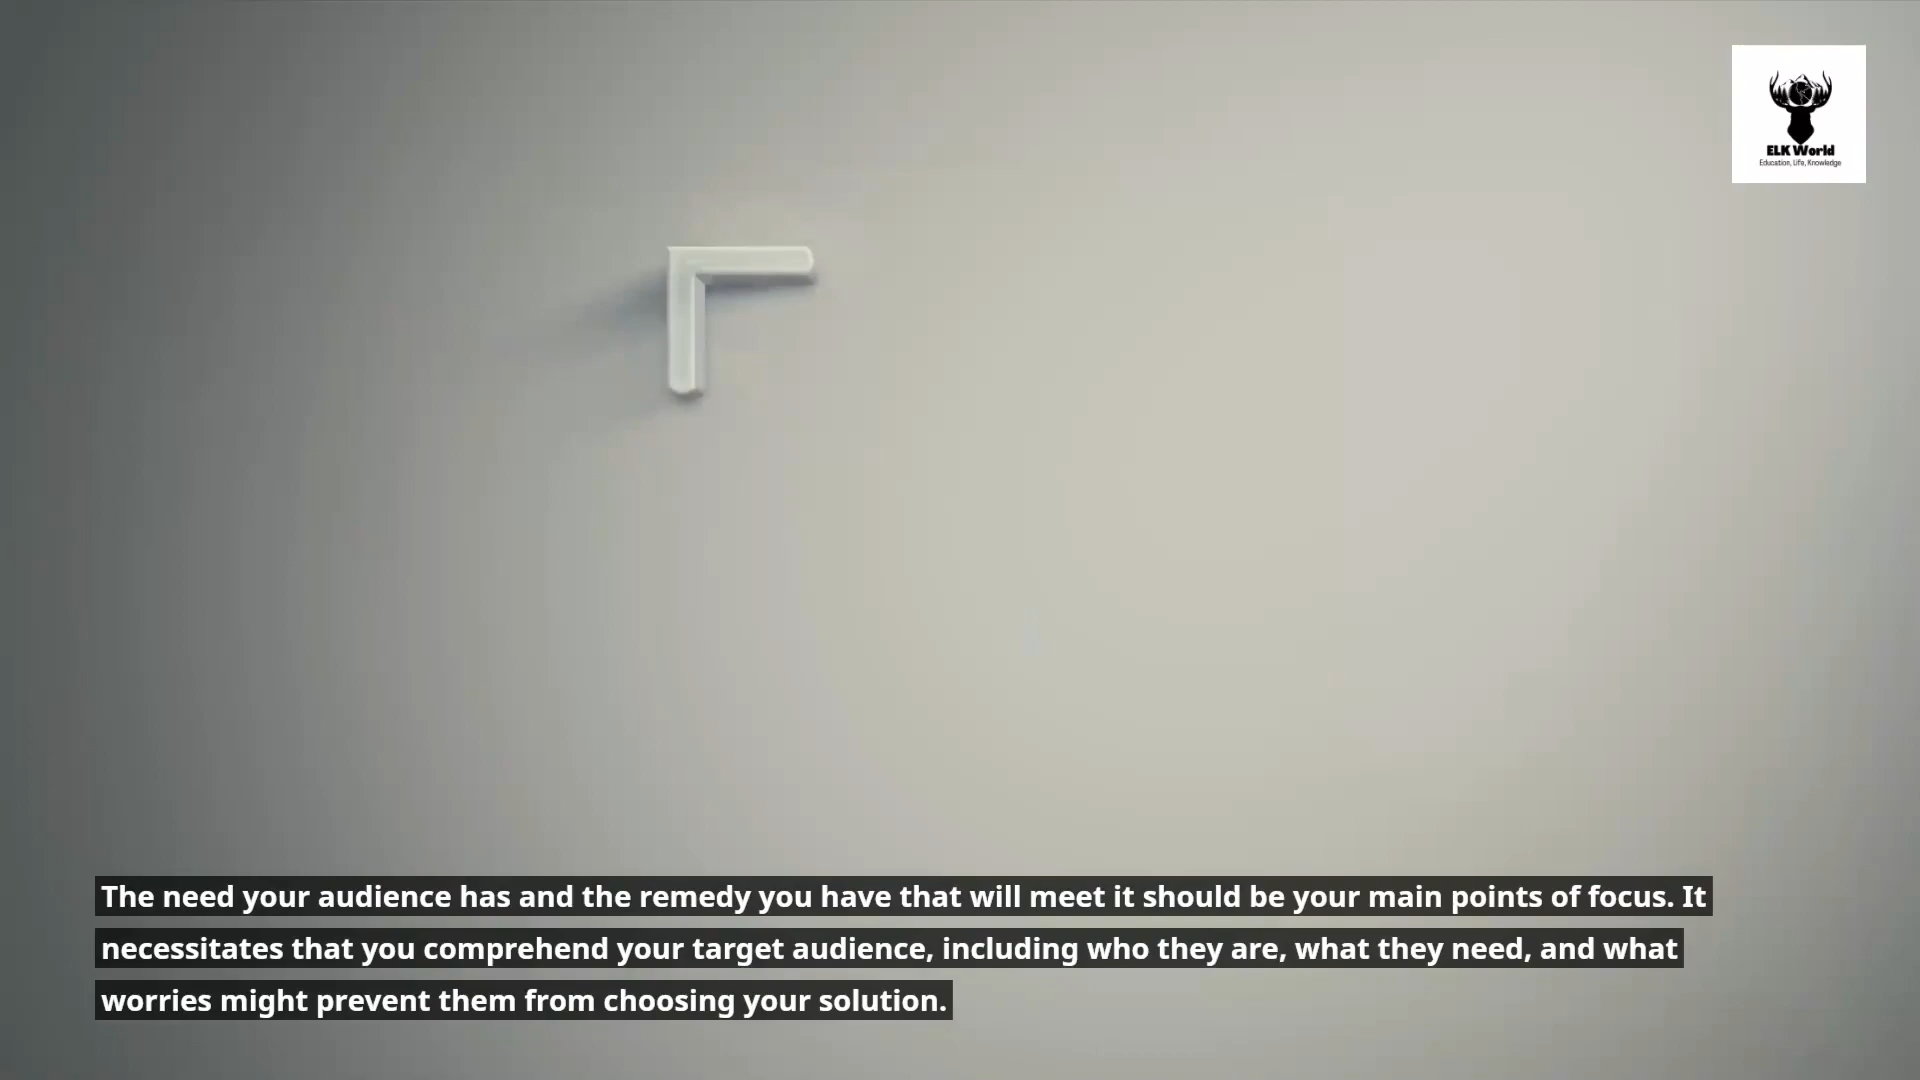 ELK World
Education, Life, Knowledge
The need your audience has and the remedy you have that will meet it should be your main points of focus. It
necessitates that you comprehend your target audience, including who they are, what they need, and what
worries might prevent them from choosing your solution.